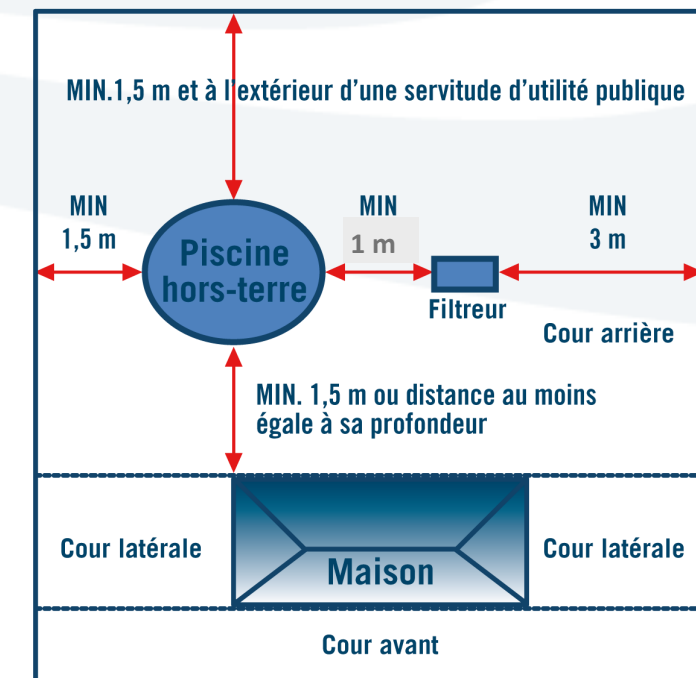 MIN.1,5 m et à l'extérieur d'une servitude d'utilité publique
MIN
1,5 m
MIN
1 m
MIN
3 m
Piscine
hors-terre
Filtreur
Cour arrière
MIN. 1,5 m ou distance au moins
égale à sa profondeur
Cour latérale
Maison
Cour latérale
Cour avant